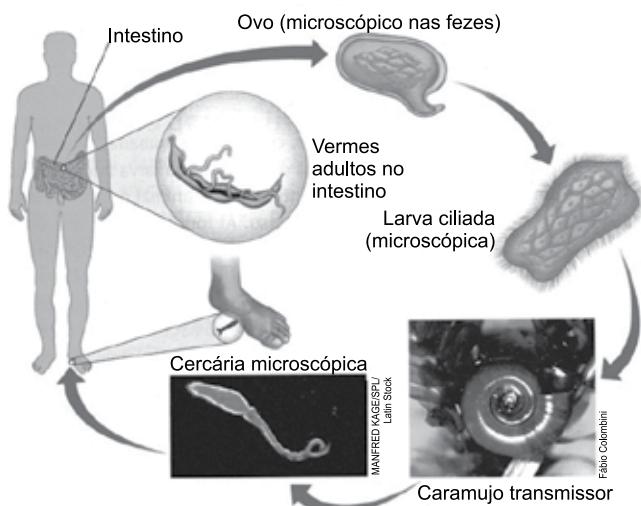 Ovo (microscópico nas fezes)
Intestino
Vermes
adultos no
intestino
Larva ciliada
(microscópica)
Cercária microscópica
MANFRED KAGE/SPL/
Latin Stock
Fábio Colombini
Caramujo transmissor